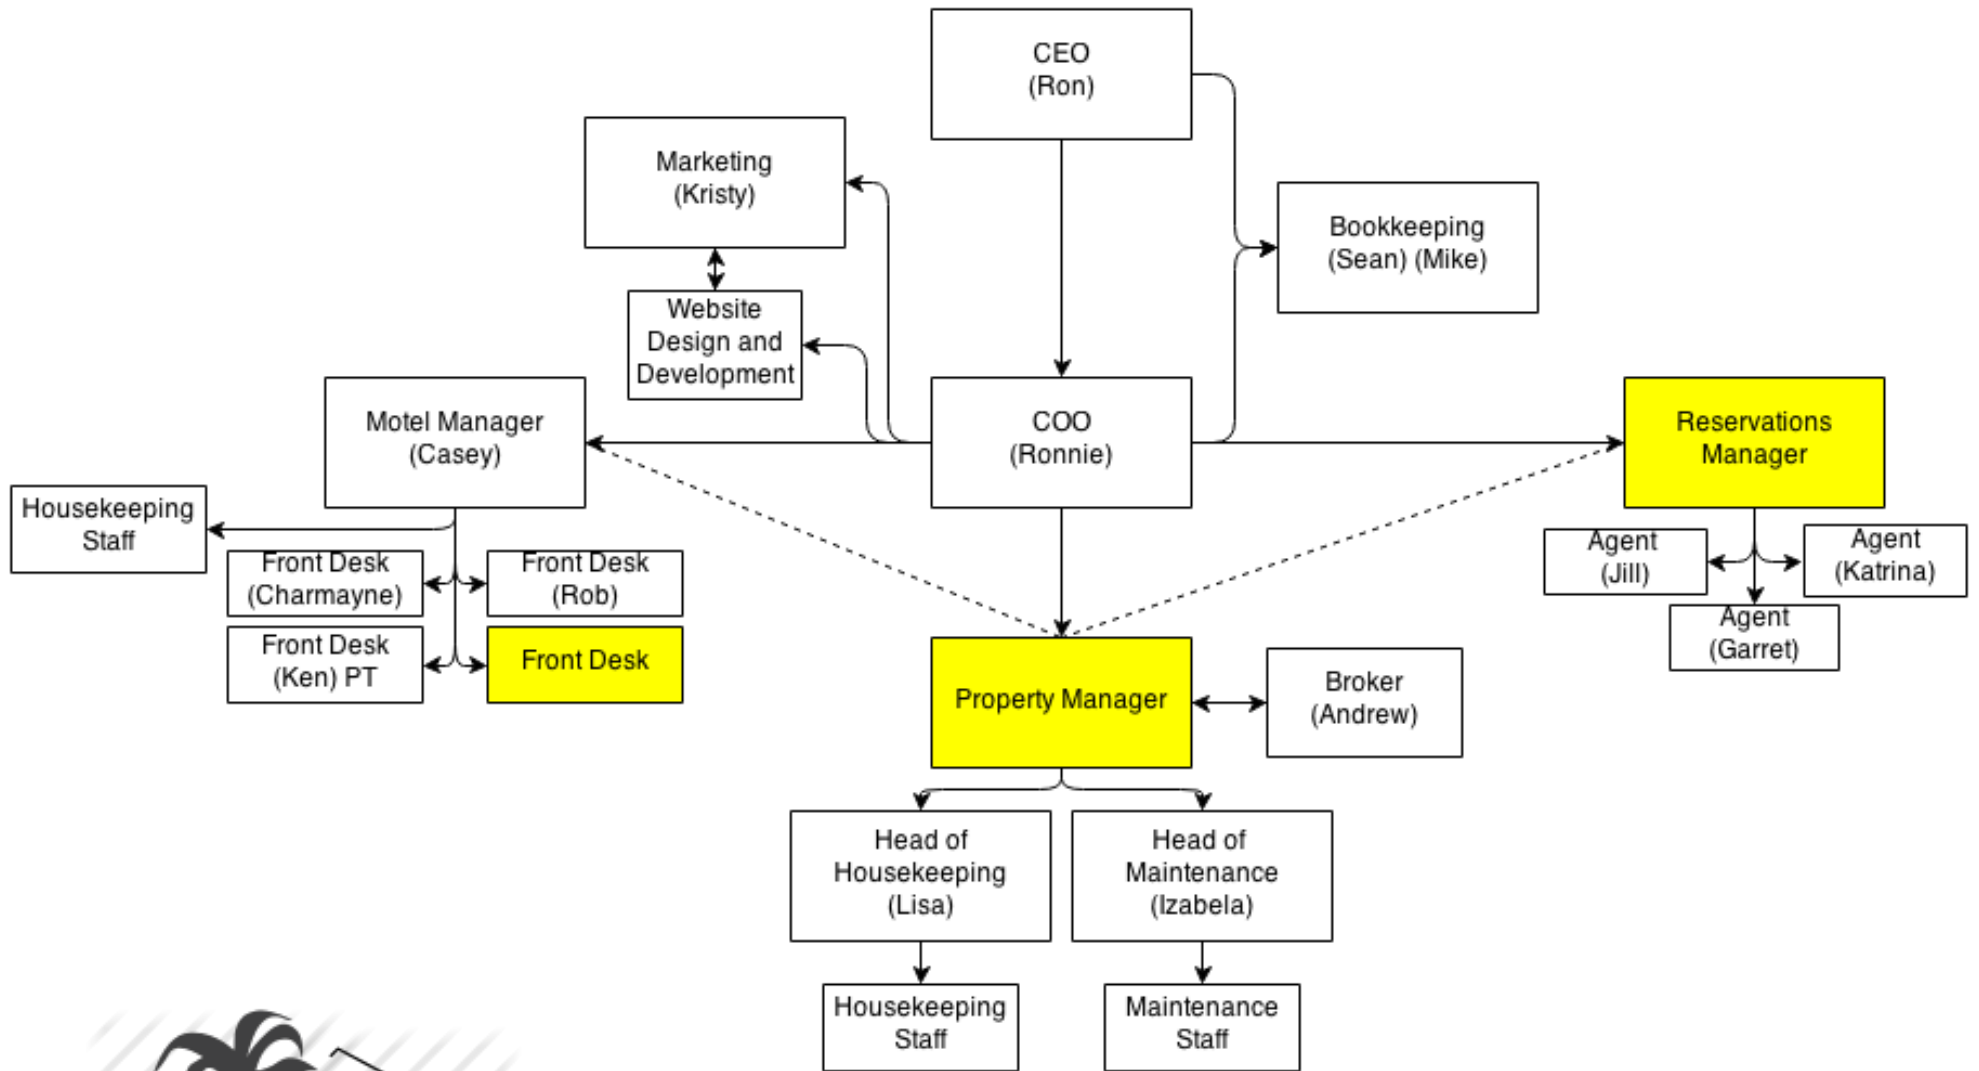 CEO
(Ron)
Marketing
(Kristy)
Bookkeeping
(Sean) (Mike)
Website
Design and
Development
Motel Manager
(Casey)
COO
(Ronnie)
Reservations
Manager
Housekeeping
Staff
Front Desk
(Charmayne)
Front Desk
(Rob)
Agent
(Jill)
Agent
(Katrina)
Agent
(Garret)
Front Desk
(Ken) PT
Front Desk
Property Manager
Broker
(Andrew)
Head of
Housekeeping
(Lisa)
Head of
Maintenance
(Izabela)
Housekeeping
Staff
Maintenance
Staff